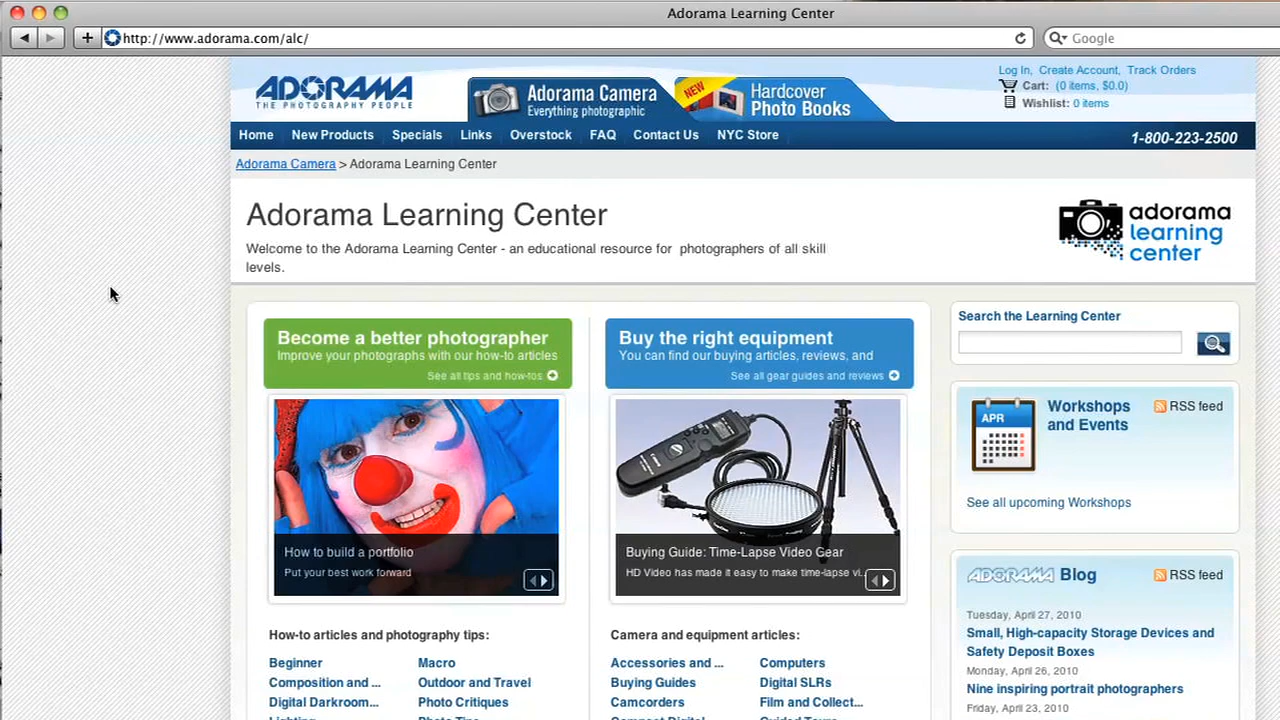 Adorama Learning Center
http://www.adorama.com/alc/
Google
ADORAMA
THE PHOTOGRAPHY PEOPLE
Adorama Camera
Everything photographic
NEW
Hardcover
Photo Books
Log In, Create Account, Track Orders
Cart: (0 items, $0.0)
Wishlist: 0 items
Home New Products Specials Links Overstock FAQ Contact Us NYC Store
1-800-223-2500
Adorama Camera > Adorama Learning Center
Adorama Learning Center
Welcome to the Adorama Learning Center - an educational resource for photographers of all skill
levels.
adorama
learning
center
Become a better photographer
Improve your photographs with our how-to articles
See all tips and how-tos
How to build a portfolio
Put your best work forward
How-to articles and photography tips:
Beginner Macro
Composition and ... Outdoor and Travel
Digital Darkroom... Photo Critiques
Lighting Photo Tips
Buy the right equipment
You can find our buying articles, reviews, and
See all gear guides and reviews
Buying Guide: Time-Lapse Video Gear
HD Video has made it easy to make time-lapse vi...
Camera and equipment articles:
Accessories and ... Computers
Buying Guides Digital SLRs
Camcorders Film and Collect...
Compact Digital Guided Tours
Search the Learning Center
APR
Workshops
and Events
RSS feed
See all upcoming Workshops
ADORAMA Blog
RSS feed
Tuesday, April 27, 2010
Small, High-capacity Storage Devices and
Safety Deposit Boxes
Monday, April 26, 2010
Nine inspiring portrait photographers
Friday, April 23, 2010